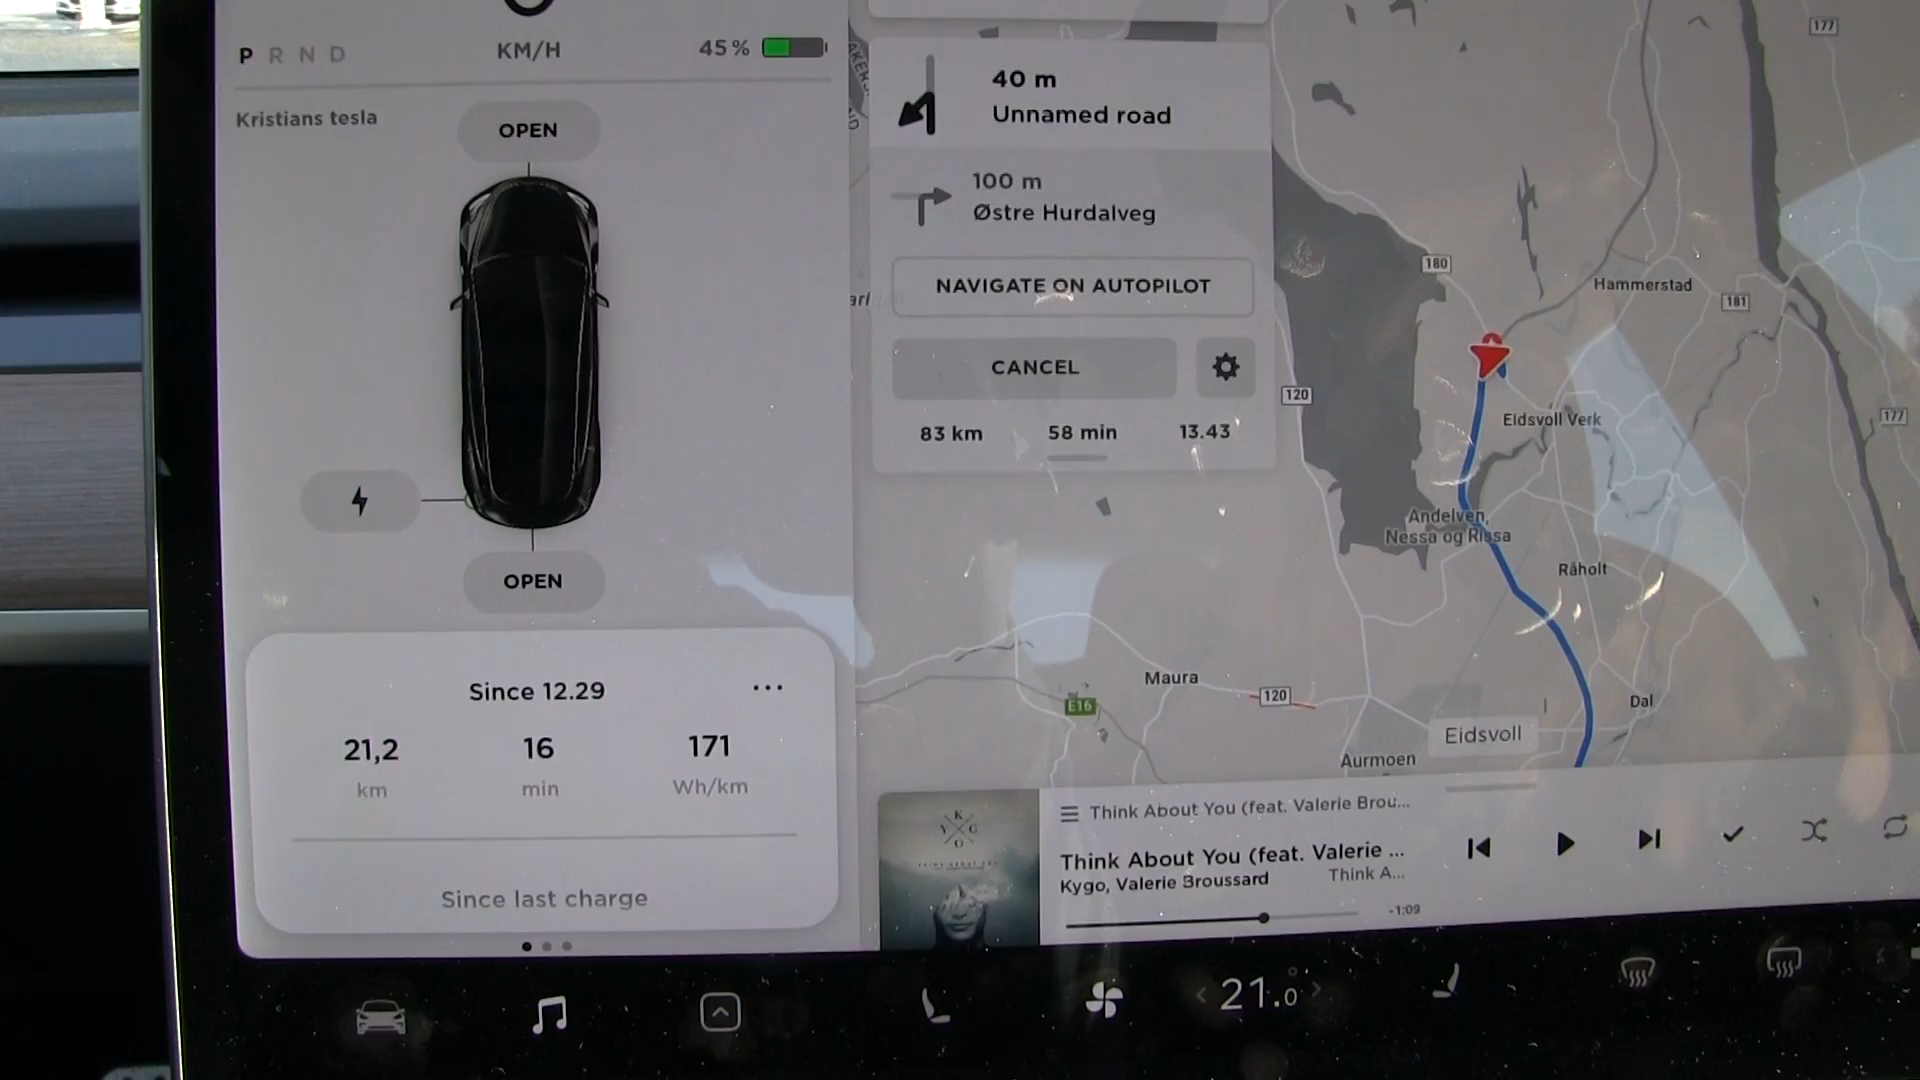 P R N D
KM/H
45 %
Kristians tesla
OPEN
OPEN
Since 12.29
21,2
16
171
km
min
Wh/km
Since last charge
40 m
Unnamed road
100 m
Østre Hurdalveg
NAVIGATE ON AUTOPILOT
CANCEL
83 km
58 min
13.43
177
180
Hammerstad
181
120
177
Eidsvoll Verk
Andelven,
Nessa og Rissa
Råholt
Maura
120
E16
Dal
Eidsvoll
Aurmoen
KYGO
Think About You (feat. Valerie Brou...
Think About You (feat. Valerie ...
Kygo, Valerie Broussard
Think A...
-1:09
21.0